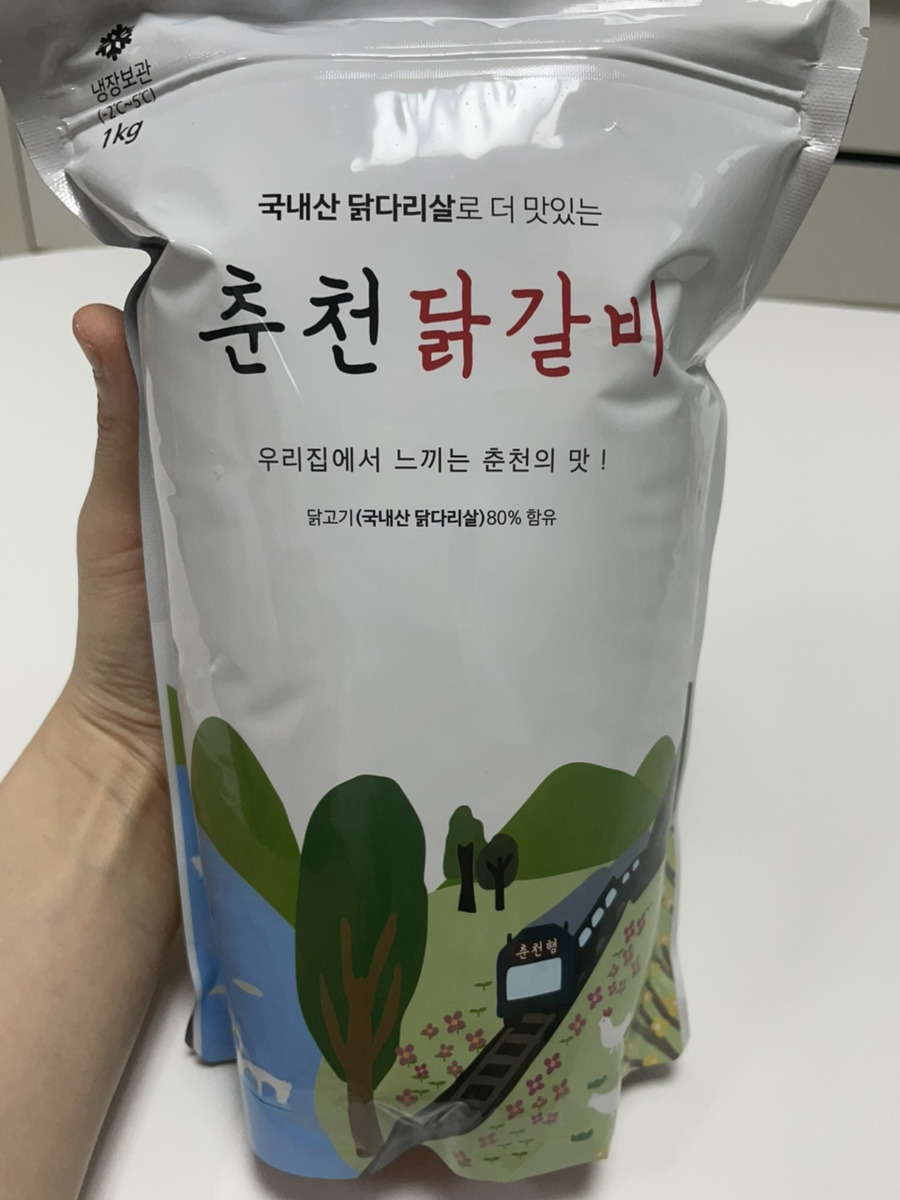 냉장보관
(-2℃~5℃)
1kg
국내산 닭다리살로 더 맛있는
춘천 닭갈비
우리집에서 느끼는 춘천의 맛 !
닭고기(국내산 닭다리살)80% 함유
춘천행